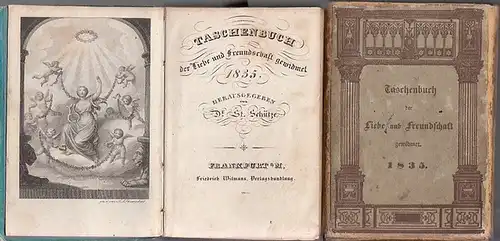 TASCHENBUCH
der Liebe und Freundschaft gewidmet
1835.
HERAUSGEGEBEN
von
Dr. St. Schütze.
FRANKFURT a/M,
Friedrich Wilmans, Verlagshandlung.
Taschenbuch
der
Liebe und Freundschaft
gewidmet.
1835.